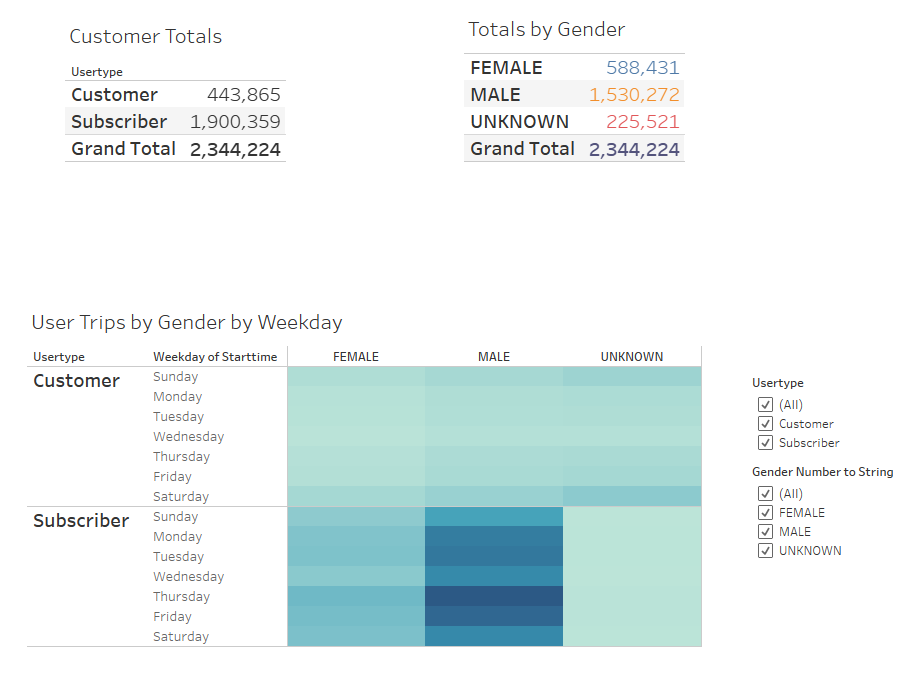 Customer Totals
Usertype
Customer 443,865
Subscriber 1,900,359
Grand Total 2,344,224
Totals by Gender
FEMALE 588,431
MALE 1,530,272
UNKNOWN 225,521
Grand Total 2,344,224
User Trips by Gender by Weekday
Usertype Weekday of Starttime FEMALE MALE UNKNOWN
Customer Sunday
Monday
Tuesday
Wednesday
Thursday
Friday
Saturday
Subscriber Sunday
Monday
Tuesday
Wednesday
Thursday
Friday
Saturday
Usertype
(All)
Customer
Subscriber
Gender Number to String
(All)
FEMALE
MALE
UNKNOWN